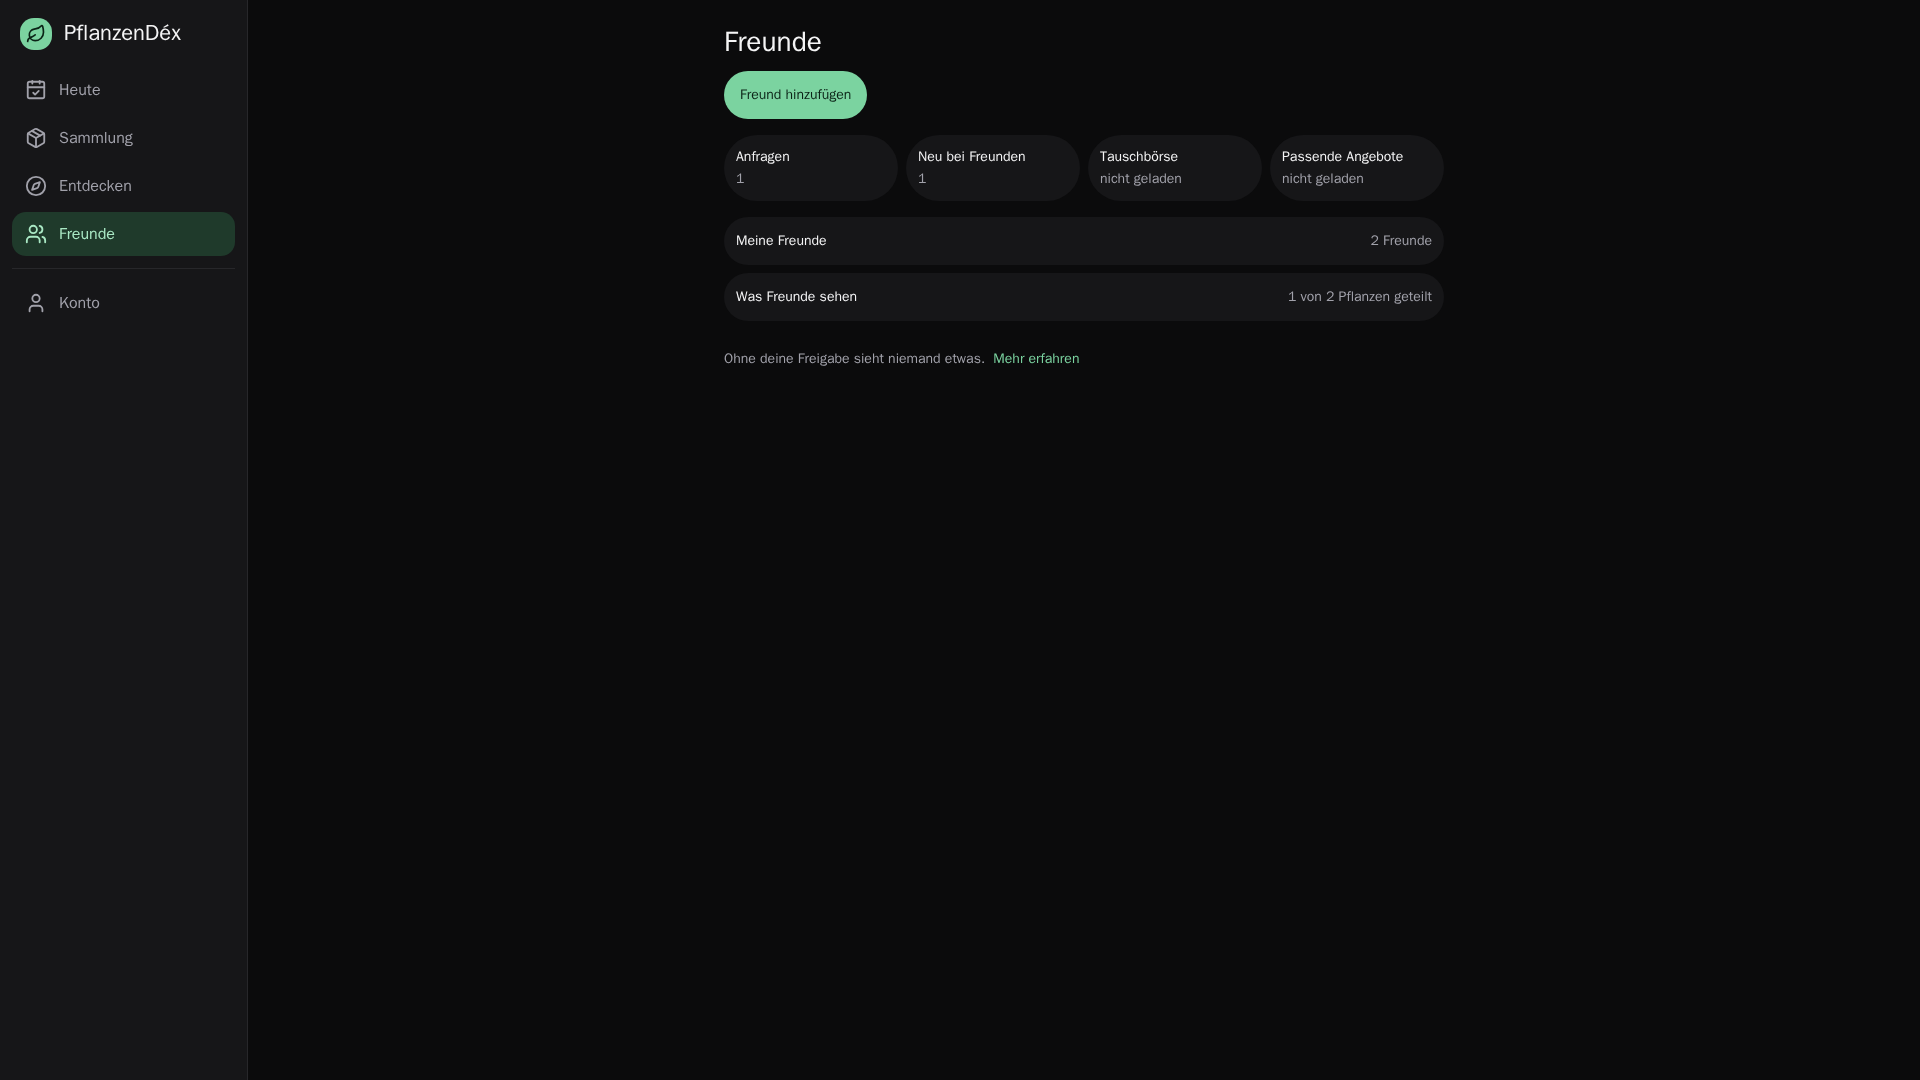 PflanzenDéx
Heute
Sammlung
Entdecken
Freunde
Konto
Freunde
Freund hinzufügen
Anfragen
1
Neu bei Freunden
1
Tauschbörse
nicht geladen
Passende Angebote
nicht geladen
Meine Freunde 2 Freunde
Was Freunde sehen 1 von 2 Pflanzen geteilt
Ohne deine Freigabe sieht niemand etwas. Mehr erfahren